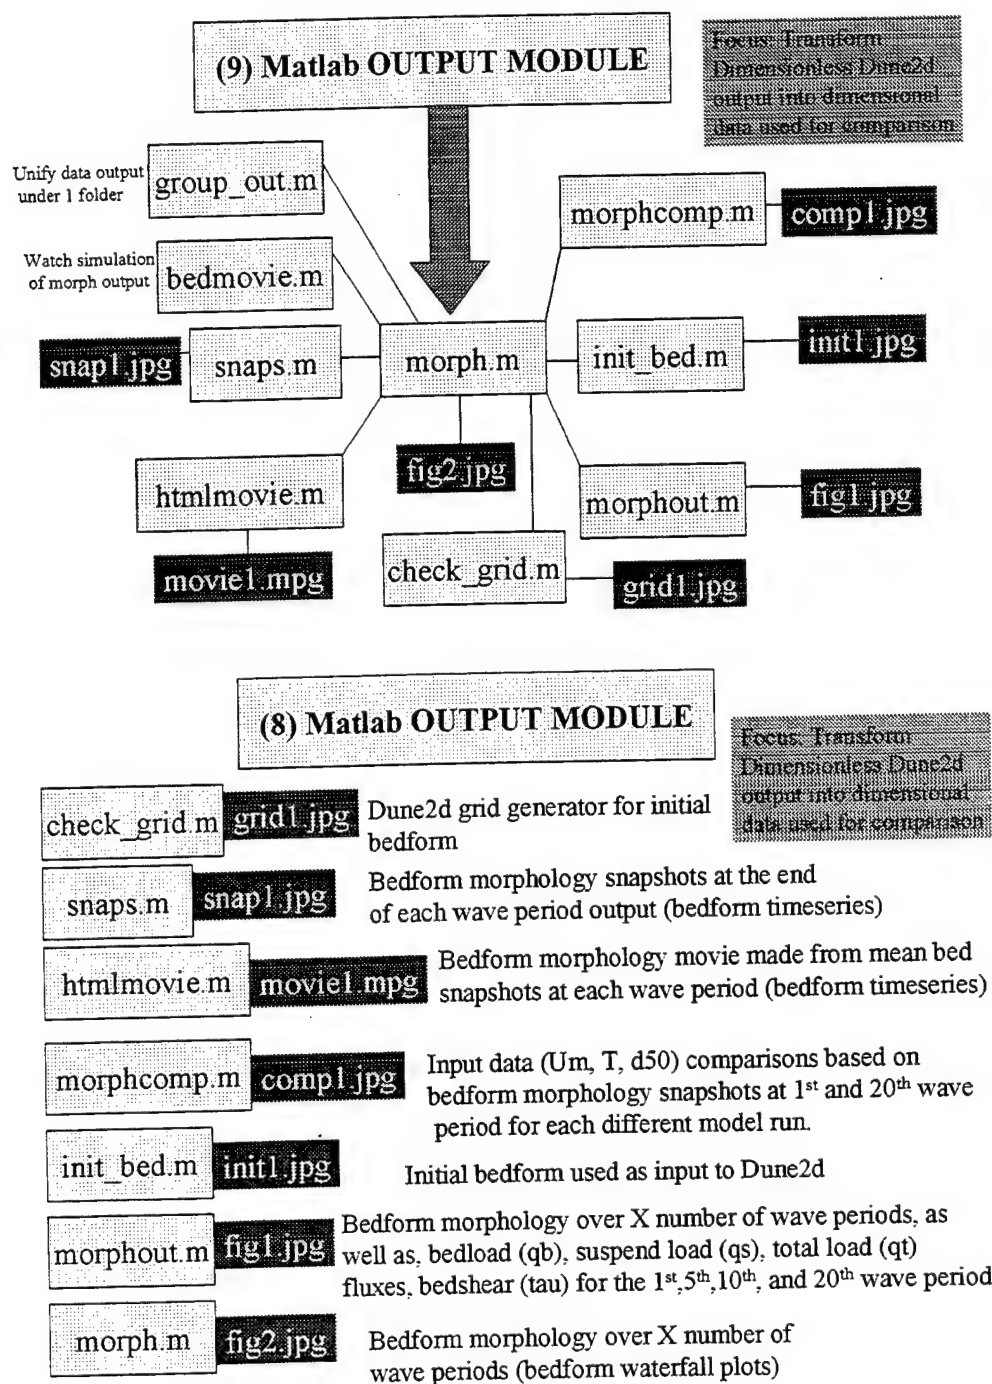 (9) Matlab OUTPUT MODULE
Focus: Transform
Dimensionless Dune2d
output into dimensional
data used for comparison
Unify data output
under 1 folder
group_out.m
morphcomp.m
comp1.jpg
Watch simulation
of morph output
bedmovie.m
snap1.jpg
snaps.m
morph.m
init_bed.m
init1.jpg
htmlmovie.m
fig2.jpg
morphout.m
fig1.jpg
movie1.mpg
check_grid.m
grid1.jpg
(8) Matlab OUTPUT MODULE
Focus: Transform
Dimensionless Dune2d
output into dimensional
data used for comparison
check_grid.m grid1.jpg Dune2d grid generator for initial
bedform
snaps.m snap1.jpg Bedform morphology snapshots at the end
of each wave period output (bedform timeseries)
htmlmovie.m movie1.mpg Bedform morphology movie made from mean bed
snapshots at each wave period (bedform timeseries)
morphcomp.m comp1.jpg Input data (Um, T, d50) comparisons based on
bedform morphology snapshots at 1st and 20th wave
period for each different model run.
init_bed.m init1.jpg Initial bedform used as input to Dune2d
morphout.m fig1.jpg Bedform morphology over X number of wave periods, as
well as, bedload (qb), suspend load (qs), total load (qt)
fluxes, bedshear (tau) for the 1st,5th,10th, and 20th wave period
morph.m fig2.jpg Bedform morphology over X number of
wave periods (bedform waterfall plots)